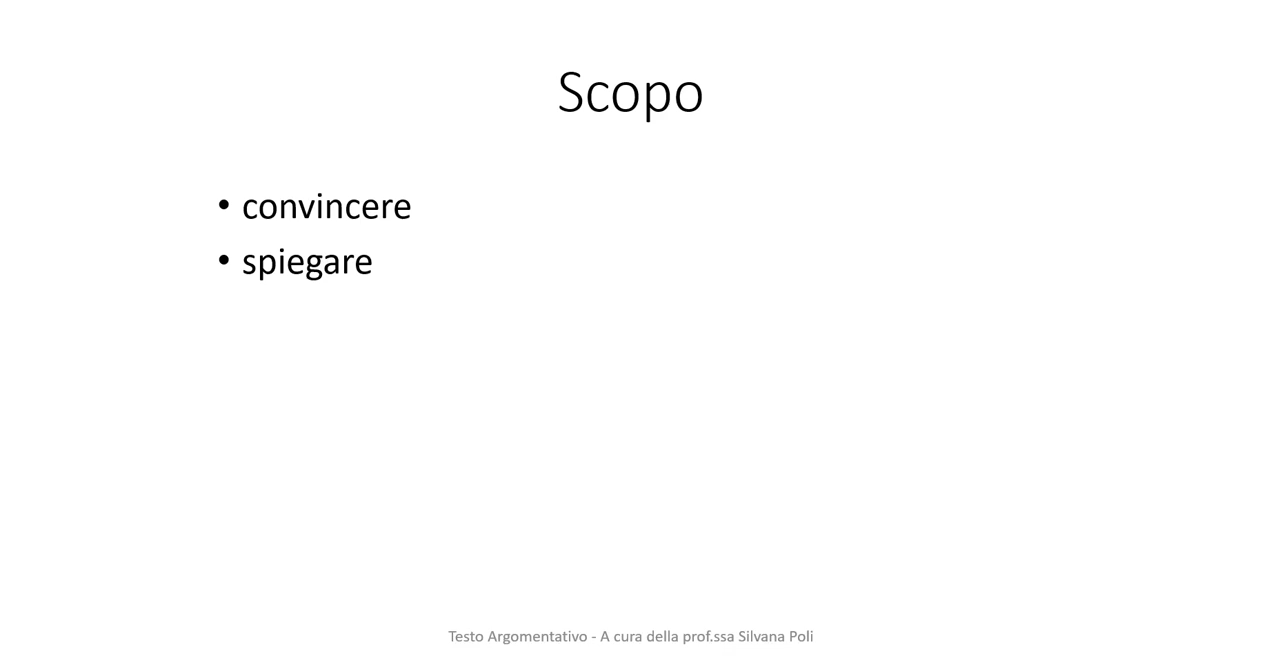 Scopo
• convincere
• spiegare
Testo Argomentativo - A cura della prof.ssa Silvana Poli